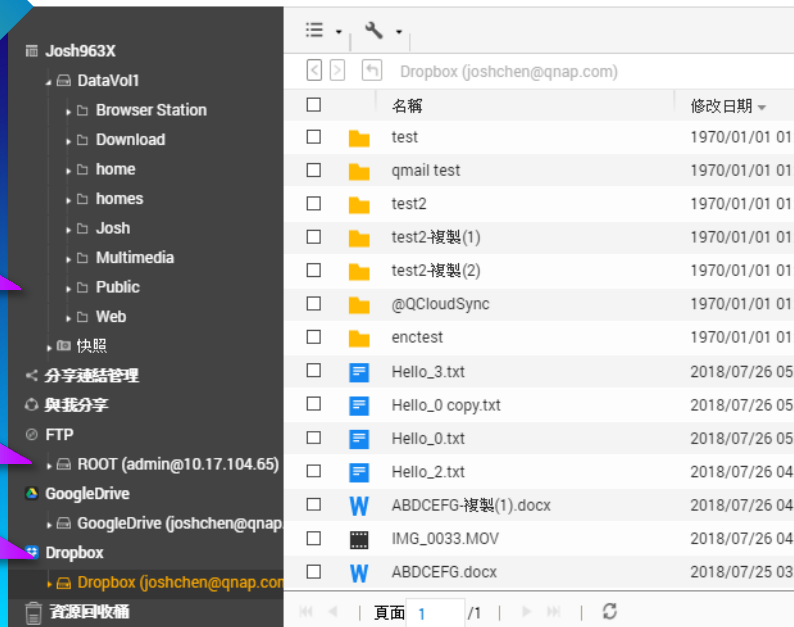 Josh963X
DataVol1
Browser Station
Download
home
homes
Josh
Multimedia
Public
Web
快照
分享連結管理
與我分享
FTP
ROOT (admin@10.17.104.65)
GoogleDrive
GoogleDrive (joshchen@qnap.
Dropbox
Dropbox (joshchen@qnap.con
資源回收桶
Dropbox (joshchen@qnap.com)
名稱 修改日期
test 1970/01/01 01
qmail test 1970/01/01 01
test2 1970/01/01 01
test2-複製(1) 1970/01/01 01
test2-複製(2) 1970/01/01 01
@QCloudSync 1970/01/01 01
enctest 1970/01/01 01
Hello_3.txt 2018/07/26 05
Hello_0 copy.txt 2018/07/26 05
Hello_0.txt 2018/07/26 05
Hello_2.txt 2018/07/26 04
ABDCEFG-複製(1).docx 2018/07/26 04
IMG_0033.MOV 2018/07/26 04
ABDCEFG.docx 2018/07/25 03
頁面 1 /1